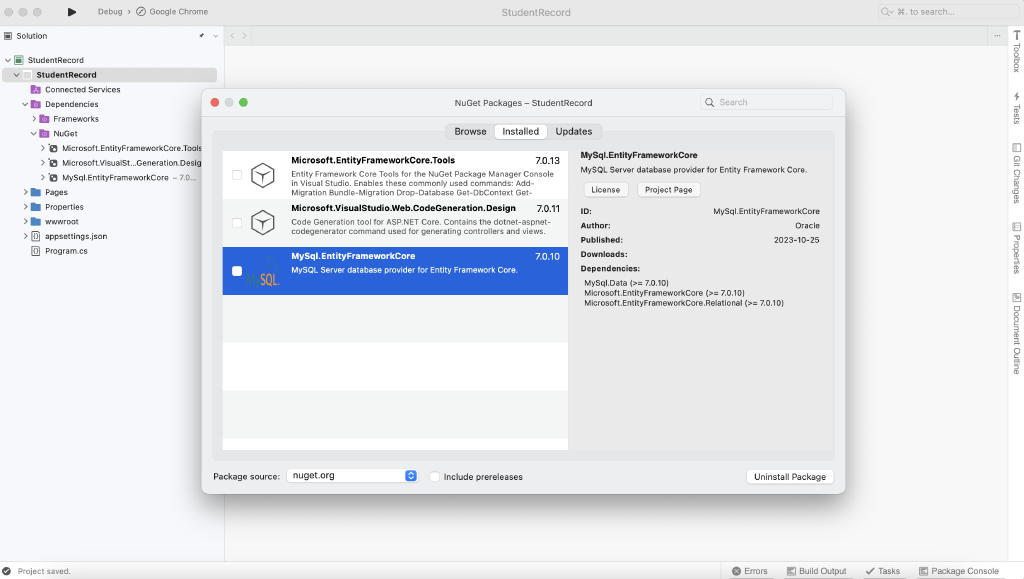 Debug › Google Chrome
StudentRecord
⌘. to search...
Solution
StudentRecord
StudentRecord
Connected Services
Dependencies
Frameworks
NuGet
Microsoft.EntityFrameworkCore.Tools
Microsoft.VisualSt...Generation.Desig
MySql.EntityFrameworkCore – 7.0...
Pages
Properties
wwwroot
appsettings.json
Program.cs
NuGet Packages – StudentRecord
Search
Browse
Installed
Updates
Microsoft.EntityFrameworkCore.Tools 7.0.13
Entity Framework Core Tools for the NuGet Package Manager Console
in Visual Studio. Enables these commonly used commands: Add-
Migration Bundle-Migration Drop-Database Get-DbContext Get-
Microsoft.VisualStudio.Web.CodeGeneration.Design 7.0.11
Code Generation tool for ASP.NET Core. Contains the dotnet-aspnet-
codegenerator command used for generating controllers and views.
MySql.EntityFrameworkCore 7.0.10
MySQL Server database provider for Entity Framework Core.
MySQL.
MySql.EntityFrameworkCore
MySQL Server database provider for Entity Framework Core.
License
Project Page
ID: MySql.EntityFrameworkCore
Author: Oracle
Published: 2023-10-25
Downloads:
Dependencies:
MySql.Data (>= 7.0.10)
Microsoft.EntityFrameworkCore (>= 7.0.10)
Microsoft.EntityFrameworkCore.Relational (>= 7.0.10)
Package source: nuget.org
Include prereleases
Uninstall Package
Toolbox
Tests
Git Changes
Properties
Document Outline
Project saved.
Errors
Build Output
Tasks
Package Console